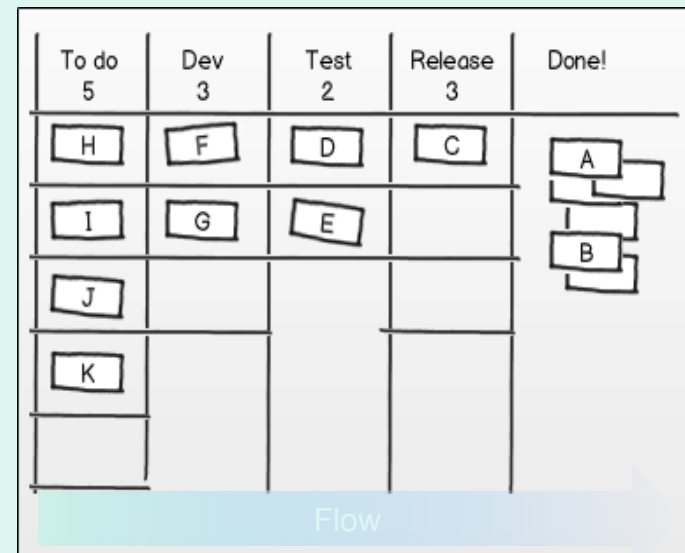 To do Dev Test Release Done!
5 3 2 3
H F D C A
I G E B
J
K
Flow